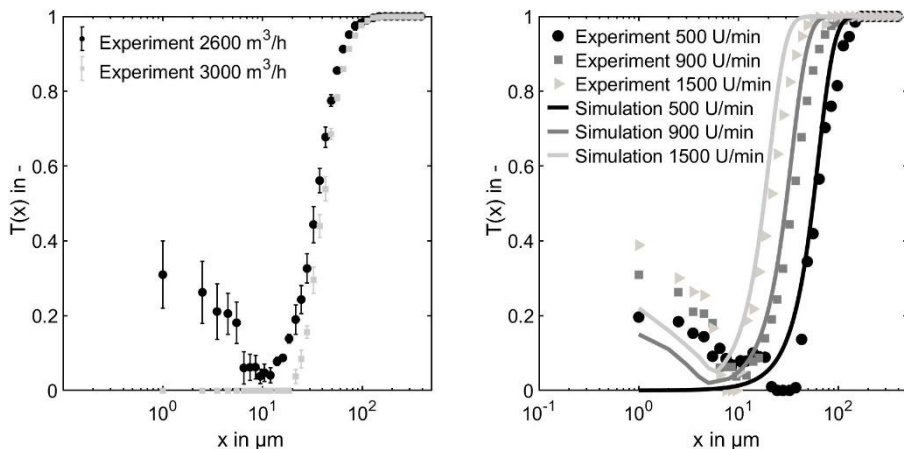 1
0.8
0.6
0.4
0.2
0
T(x) in -
Experiment 2600 m³/h
Experiment 3000 m³/h
10⁰ 10¹ 10²
x in µm
1
0.8
0.6
0.4
0.2
0
T(x) in -
Experiment 500 U/min
Experiment 900 U/min
Experiment 1500 U/min
Simulation 500 U/min
Simulation 900 U/min
Simulation 1500 U/min
10⁻¹ 10⁰ 10¹ 10²
x in µm